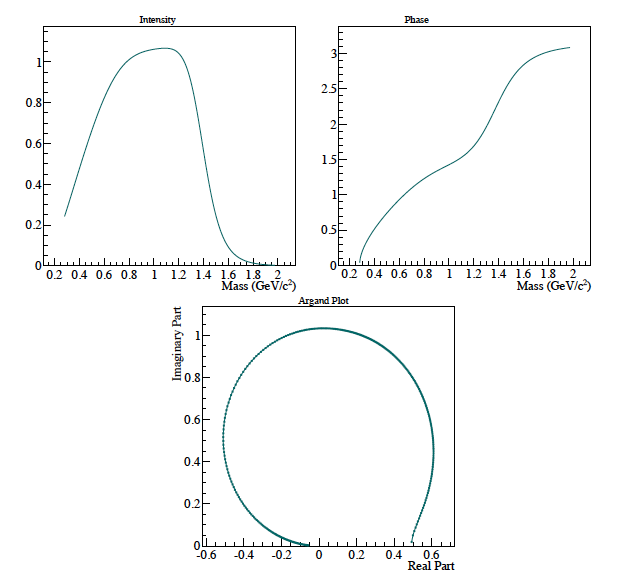 Intensity
1
0.8
0.6
0.4
0.2
0
0.2 0.4 0.6 0.8 1 1.2 1.4 1.6 1.8 2
Mass (GeV/c²)
Phase
3
2.5
2
1.5
1
0.5
0
0.2 0.4 0.6 0.8 1 1.2 1.4 1.6 1.8 2
Mass (GeV/c²)
Argand Plot
Imaginary Part
1
0.8
0.6
0.4
0.2
0
-0.6 -0.4 -0.2 0 0.2 0.4 0.6
Real Part